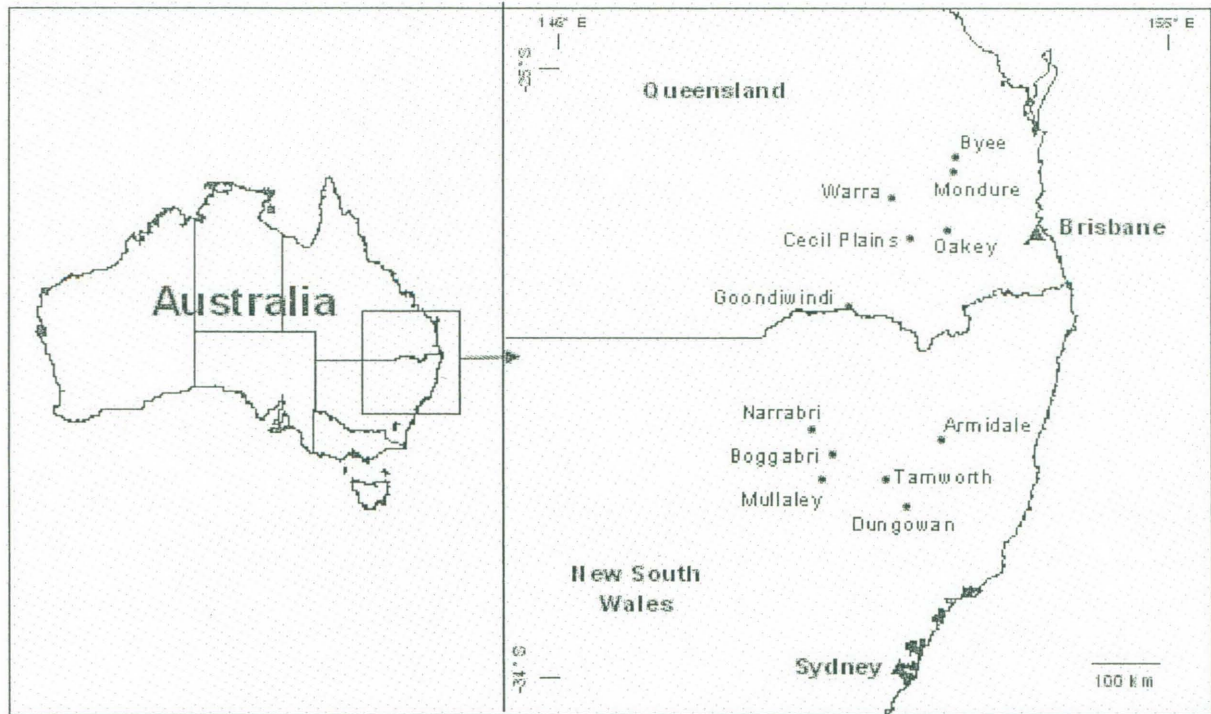 146° E
155° E
-25° S
Queensland
Byee
Mondure
Warra
Brisbane
Oakey
Cecil Plains
Goondiwindi
Australia
Narrabri
Armidale
Boggabri
Tamworth
Mullaley
Dungowan
New South
Wales
Sydney
-34° S
100 km